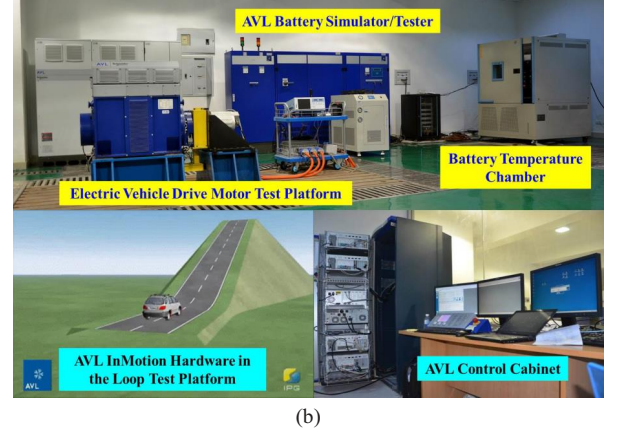 AVL Battery Simulator/Tester
Battery Temperature
Chamber
Electric Vehicle Drive Motor Test Platform
AVL InMotion Hardware in
the Loop Test Platform
AVL
IPG
AVL Control Cabinet
(b)